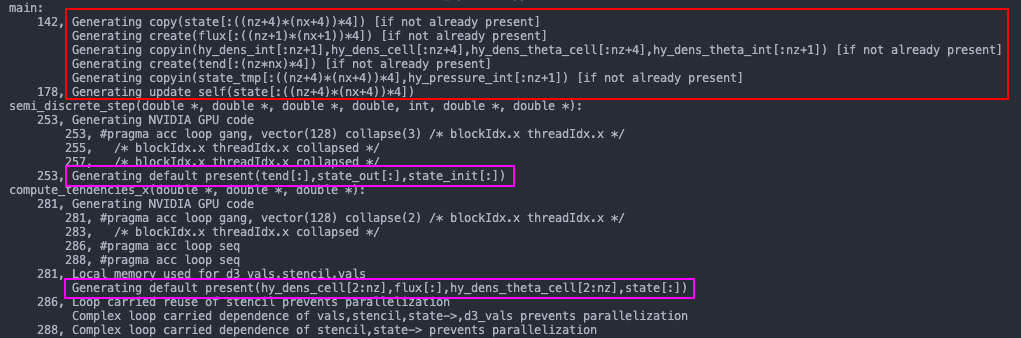 main:
142, Generating copy(state[:((nz+4)*(nx+4))*4]) [if not already present]
Generating create(flux[:((nz+1)*(nx+1))*4]) [if not already present]
Generating copyin(hy_dens_int[:nz+1],hy_dens_cell[:nz+4],hy_dens_theta_cell[:nz+4],hy_dens_theta_int[:nz+1]) [if not already present]
Generating create(tend[:(nz*nx)*4]) [if not already present]
Generating copyin(state_tmp[:((nz+4)*(nx+4))*4],hy_pressure_int[:nz+1]) [if not already present]
178, Generating update self(state[:((nz+4)*(nx+4))*4])
semi_discrete_step(double *, double *, double *, double, int, double *, double *):
253, Generating NVIDIA GPU code
253, #pragma acc loop gang, vector(128) collapse(3) /* blockIdx.x threadIdx.x */
255, /* blockIdx.x threadIdx.x collapsed */
257, /* blockIdx.x threadIdx.x collapsed */
253, Generating default present(tend[:],state_out[:],state_init[:])
compute_tendencies_x(double *, double *, double *):
281, Generating NVIDIA GPU code
281, #pragma acc loop gang, vector(128) collapse(2) /* blockIdx.x threadIdx.x */
283, /* blockIdx.x threadIdx.x collapsed */
286, #pragma acc loop seq
288, #pragma acc loop seq
281, Local memory used for d3_vals,stencil,vals
Generating default present(hy_dens_cell[2:nz],flux[:],hy_dens_theta_cell[2:nz],state[:])
286, Loop carried reuse of stencil prevents parallelization
Complex loop carried dependence of vals,stencil,state->,d3_vals prevents parallelization
288, Complex loop carried dependence of stencil,state-> prevents parallelization